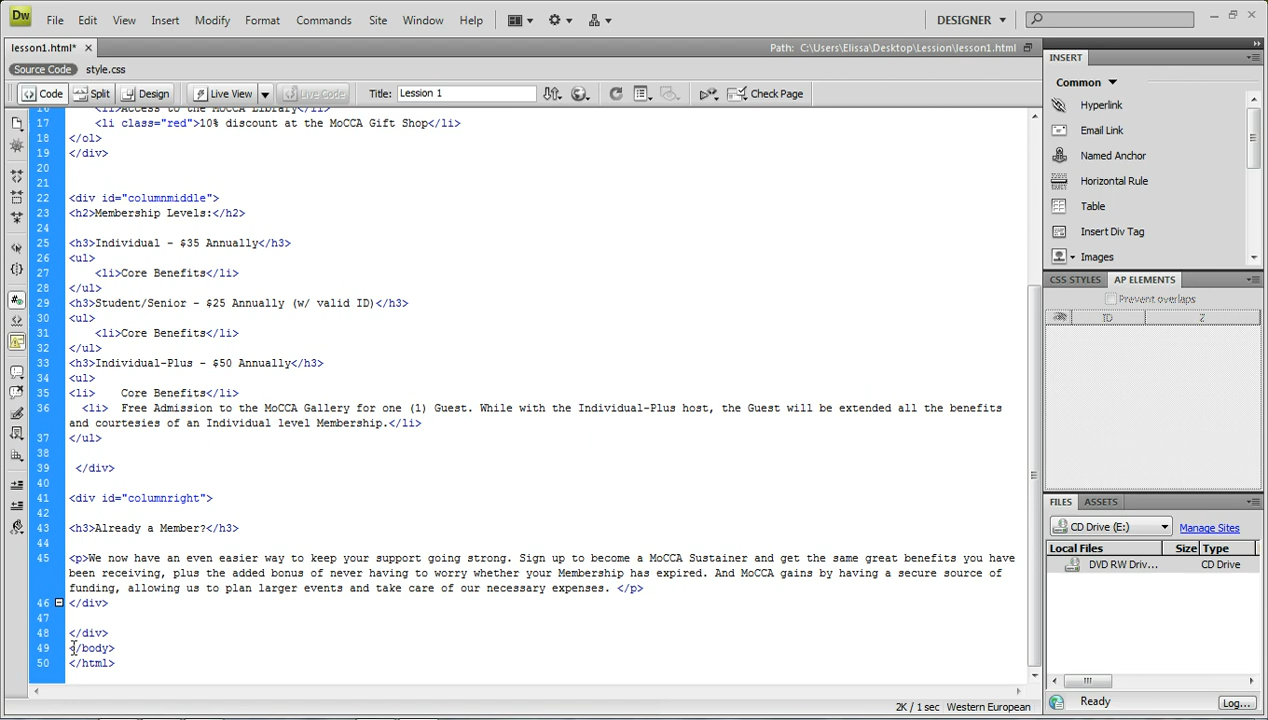 Dw File Edit View Insert Modify Format Commands Site Window Help DESIGNER
lesson1.html* Path: C:\Users\Elissa\Desktop\Lession\lesson1.html
Source Code style.css
Code Split Design Live View Live Code Title: Lesson 1 Check Page
16 <li>Access to the MoCCA Library</li>
17 <li class="red">10% discount at the MoCCA Gift Shop</li>
18 </ol>
19 </div>
20
21
22 <div id="columnmiddle">
23 <h2>Membership Levels:</h2>
24
25 <h3>Individual - $35 Annually</h3>
26 <ul>
27 <li>Core Benefits</li>
28 </ul>
29 <h3>Student/Senior - $25 Annually (w/ valid ID)</h3>
30 <ul>
31 <li>Core Benefits</li>
32 </ul>
33 <h3>Individual-Plus - $50 Annually</h3>
34 <ul>
35 <li> Core Benefits</li>
36 <li> Free Admission to the MoCCA Gallery for one (1) Guest. While with the Individual-Plus host, the Guest will be extended all the benefits
and courtesies of an Individual level Membership.</li>
37 </ul>
38
39 </div>
40
41 <div id="columnright">
42
43 <h3>Already a Member?</h3>
44
45 <p>We now have an even easier way to keep your support going strong. Sign up to become a MoCCA Sustainer and get the same great benefits you have
been receiving, plus the added bonus of never having to worry whether your Membership has expired. And MoCCA gains by having a secure source of
funding, allowing us to plan larger events and take care of our necessary expenses. </p>
46 </div>
47
48 </div>
49 </body>
50 </html>
2K / 1 sec Western European
INSERT
Common
Hyperlink
Email Link
Named Anchor
Horizontal Rule
Table
Insert Div Tag
Images
CSS STYLES AP ELEMENTS
Prevent overlaps
ID Z
FILES ASSETS
CD Drive (E:) Manage Sites
Local Files Size Type
DVD RW Driv... CD Drive
Ready Log...